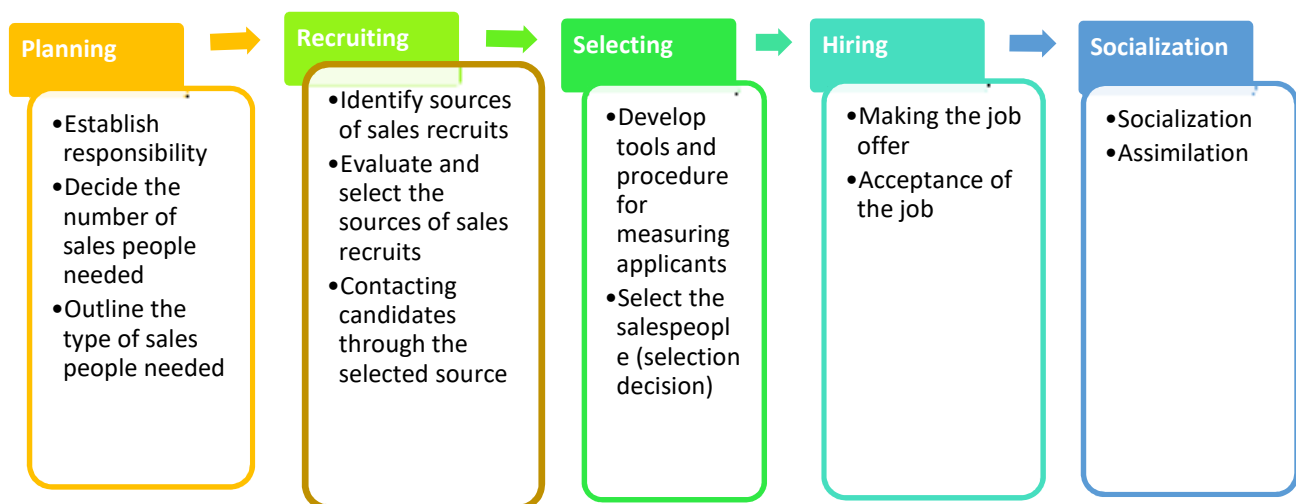 Planning
•Establish
responsibility
•Decide the
number of
sales people
needed
•Outline the
type of sales
people needed
Recruiting
•Identify sources
of sales recruits
•Evaluate and
select the
sources of sales
recruits
•Contacting
candidates
through the
selected source
Selecting
•Develop
tools and
procedure
for
measuring
applicants
•Select the
salespeopl
e (selection
decision)
Hiring
•Making the job
offer
•Acceptance of
the job
Socialization
•Socialization
•Assimilation